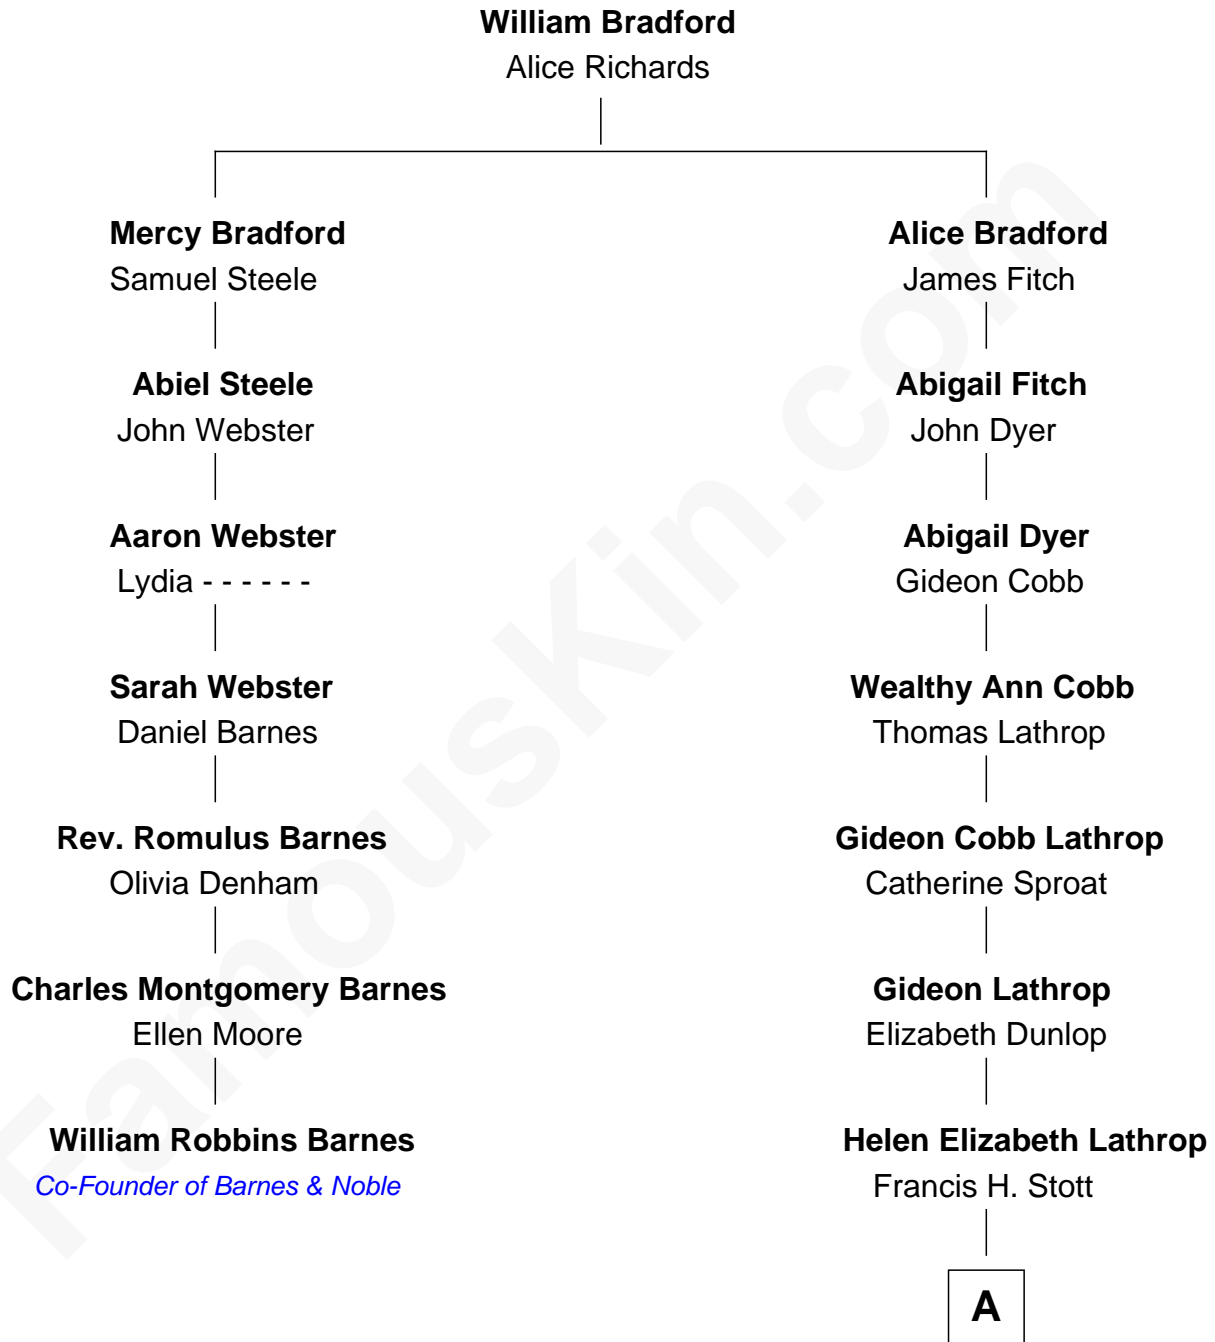 William Bradford
Alice Richards
Mercy Bradford
Samuel Steele
Alice Bradford
James Fitch
Abiel Steele
John Webster
Abigail Fitch
John Dyer
Aaron Webster
Lydia - - - - - -
Abigail Dyer
Gideon Cobb
Sarah Webster
Daniel Barnes
Wealthy Ann Cobb
Thomas Lathrop
Rev. Romulus Barnes
Olivia Denham
Gideon Cobb Lathrop
Catherine Sproat
Charles Montgomery Barnes
Ellen Moore
Gideon Lathrop
Elizabeth Dunlop
William Robbins Barnes
Co-Founder of Barnes & Noble
Helen Elizabeth Lathrop
Francis H. Stott
A
FamousKin.com